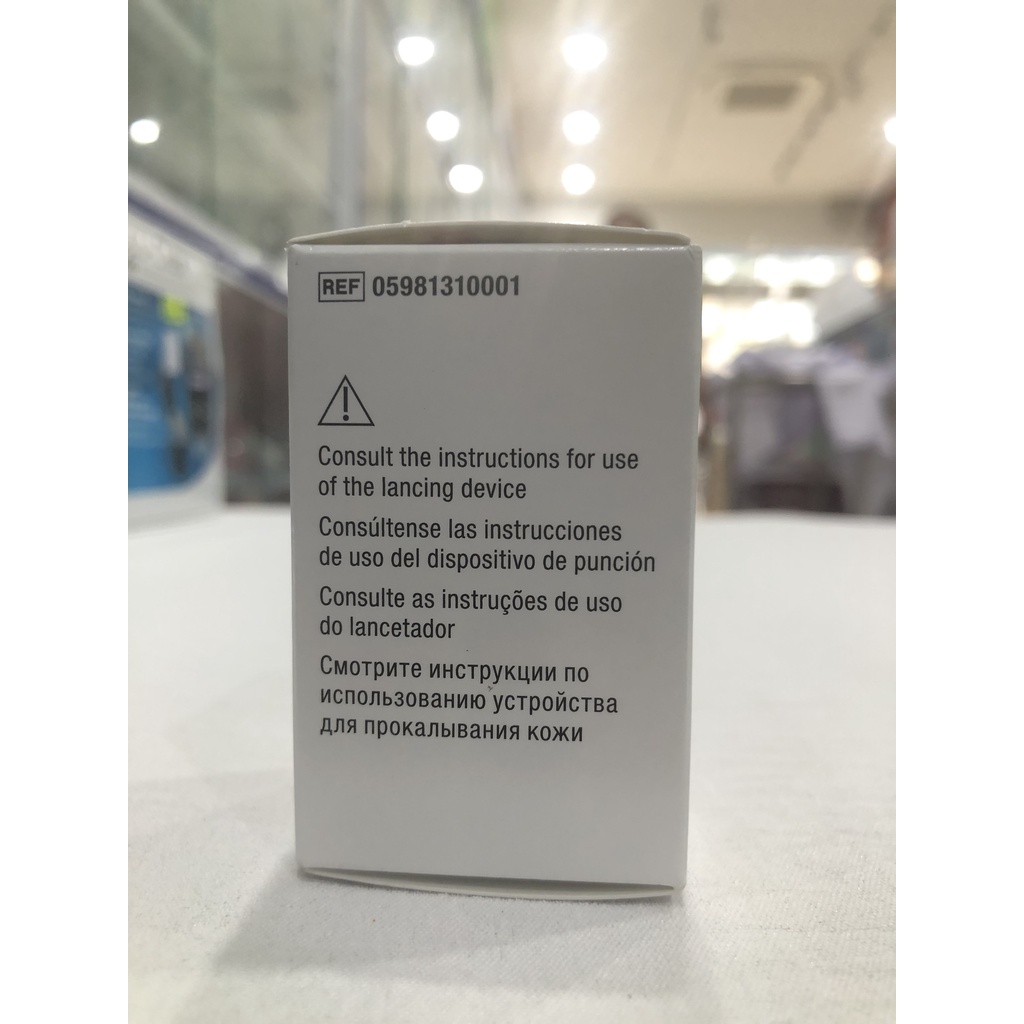 REF 05981310001
Consult the instructions for use
of the lancing device
Consúltense las instrucciones
de uso del dispositivo de punción
Consulte as instruções de uso
do lancetador
Смотрите инструкции по
использованию устройства
для прокалывания кожи